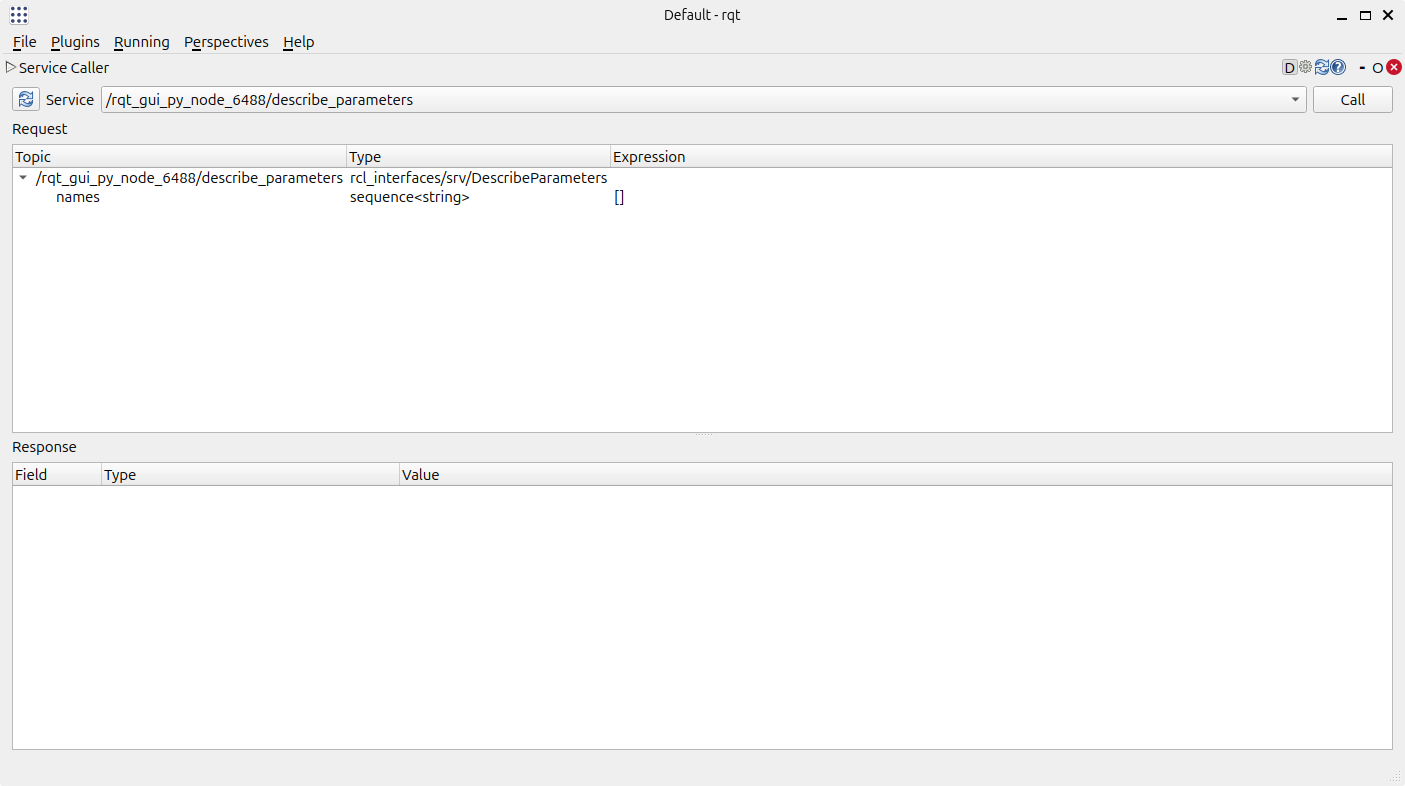 Default - rqt
File Plugins Running Perspectives Help
Service Caller D - O
Service /rqt_gui_py_node_6488/describe_parameters Call
Request
Topic Type Expression
/rqt_gui_py_node_6488/describe_parameters rcl_interfaces/srv/DescribeParameters
names sequence<string> []
Response
Field Type Value